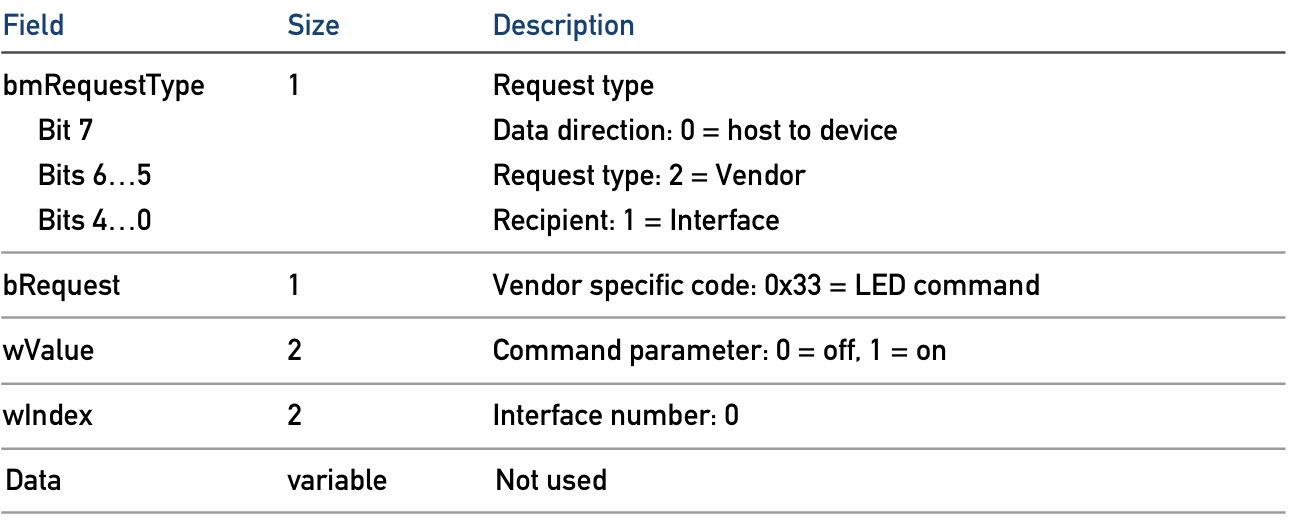 Field Size Description
bmRequestType 1 Request type
Bit 7 Data direction: 0 = host to device
Bits 6…5 Request type: 2 = Vendor
Bits 4…0 Recipient: 1 = Interface
bRequest 1 Vendor specific code: 0x33 = LED command
wValue 2 Command parameter: 0 = off, 1 = on
wIndex 2 Interface number: 0
Data variable Not used